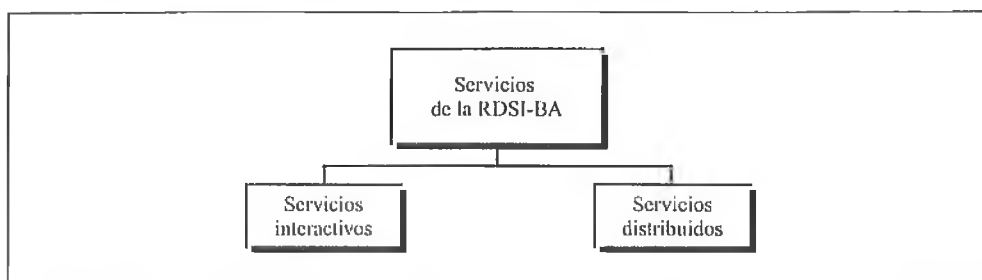 Servicios
de la RDSI-BA
Servicios
interactivos
Servicios
distribuidos